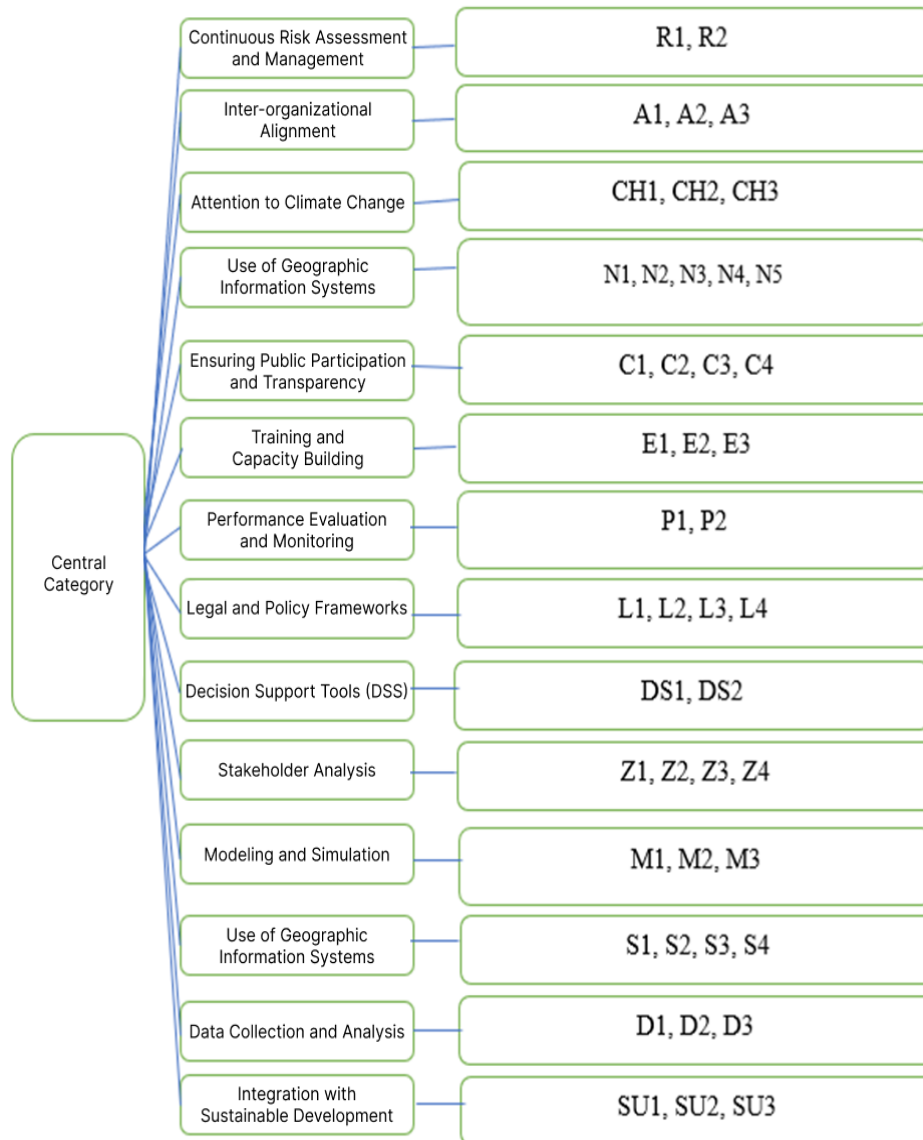 Continuous Risk Assessment
and Management
R1, R2
Inter-organizational
Alignment
A1, A2, A3
Attention to Climate Change
CH1, CH2, CH3
Use of Geographic
Information Systems
N1, N2, N3, N4, N5
Ensuring Public Participation
and Transparency
C1, C2, C3, C4
Training and
Capacity Building
E1, E2, E3
Performance Evaluation
and Monitoring
P1, P2
Central
Category
Legal and Policy Frameworks
L1, L2, L3, L4
Decision Support Tools (DSS)
DS1, DS2
Stakeholder Analysis
Z1, Z2, Z3, Z4
Modeling and Simulation
M1, M2, M3
Use of Geographic
Information Systems
S1, S2, S3, S4
Data Collection and Analysis
D1, D2, D3
Integration with
Sustainable Development
SU1, SU2, SU3